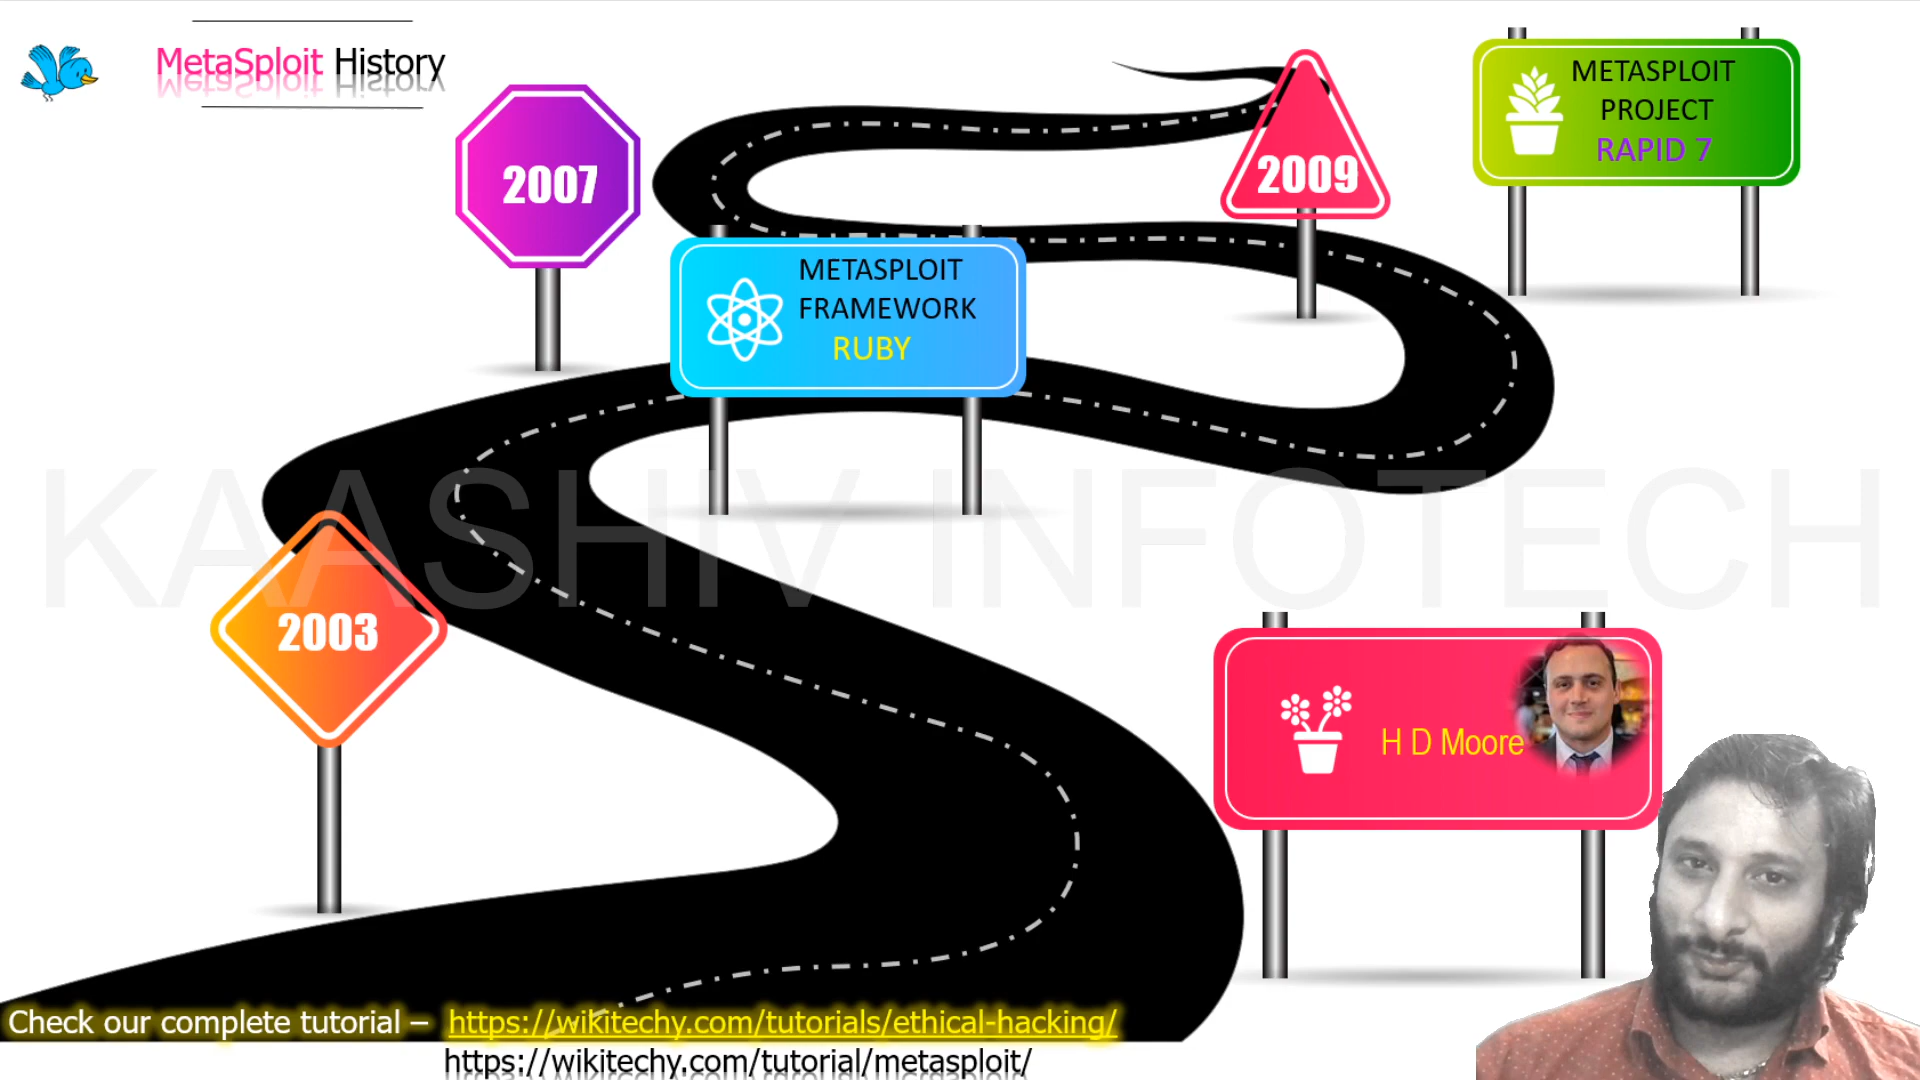 MetaSploit History
METASPLOIT
PROJECT
RAPID 7
2007
2009
METASPLOIT
FRAMEWORK
RUBY
KAASHIV INFOTECH
2003
H D Moore
Check our complete tutorial – https://wikitechy.com/tutorials/ethical-hacking/
https://wikitechy.com/tutorial/metasploit/